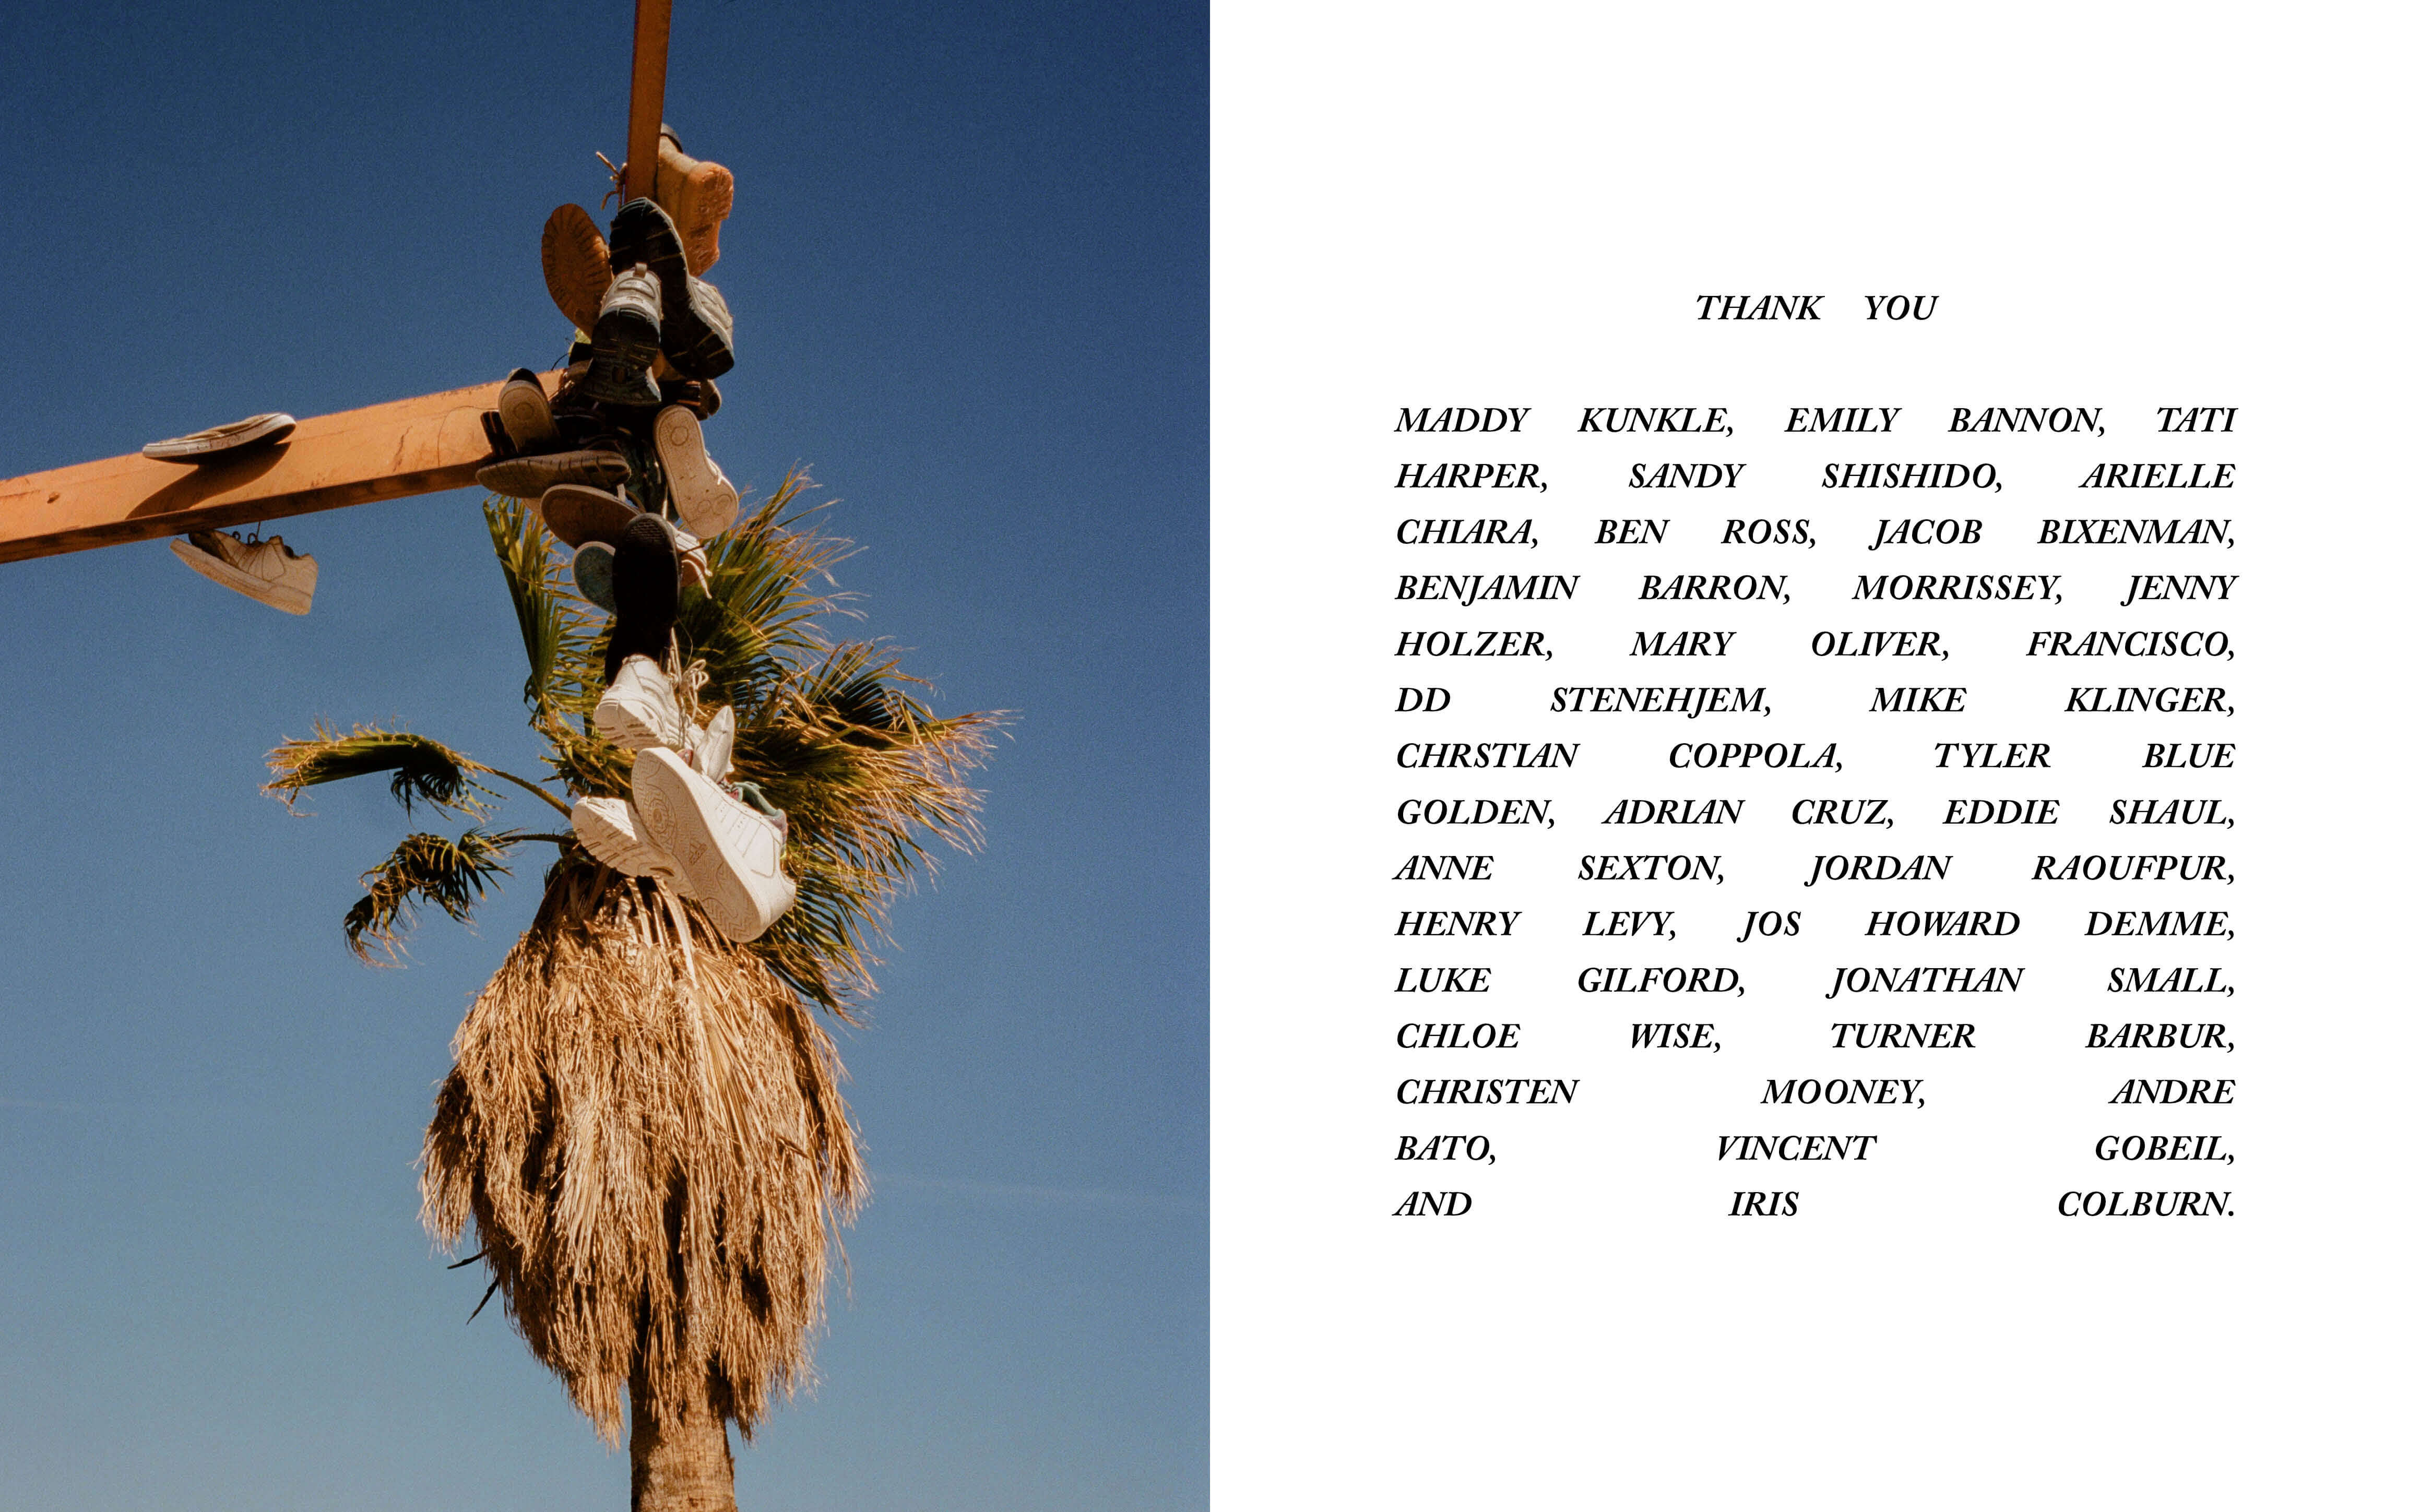 THANK YOU
MADDY KUNKLE, EMILY BANNON, TATI
HARPER, SANDY SHISHIDO, ARIELLE
CHIARA, BEN ROSS, JACOB BIXENMAN,
BENJAMIN BARRON, MORRISSEY, JENNY
HOLZER, MARY OLIVER, FRANCISCO,
DD STENEHJEM, MIKE KLINGER,
CHRSTIAN COPPOLA, TYLER BLUE
GOLDEN, ADRIAN CRUZ, EDDIE SHAUL,
ANNE SEXTON, JORDAN RAOUFPUR,
HENRY LEVY, JOS HOWARD DEMME,
LUKE GILFORD, JONATHAN SMALL,
CHLOE WISE, TURNER BARBUR,
CHRISTEN MOONEY, ANDRE
BATO, VINCENT GOBEIL,
AND IRIS COLBURN.